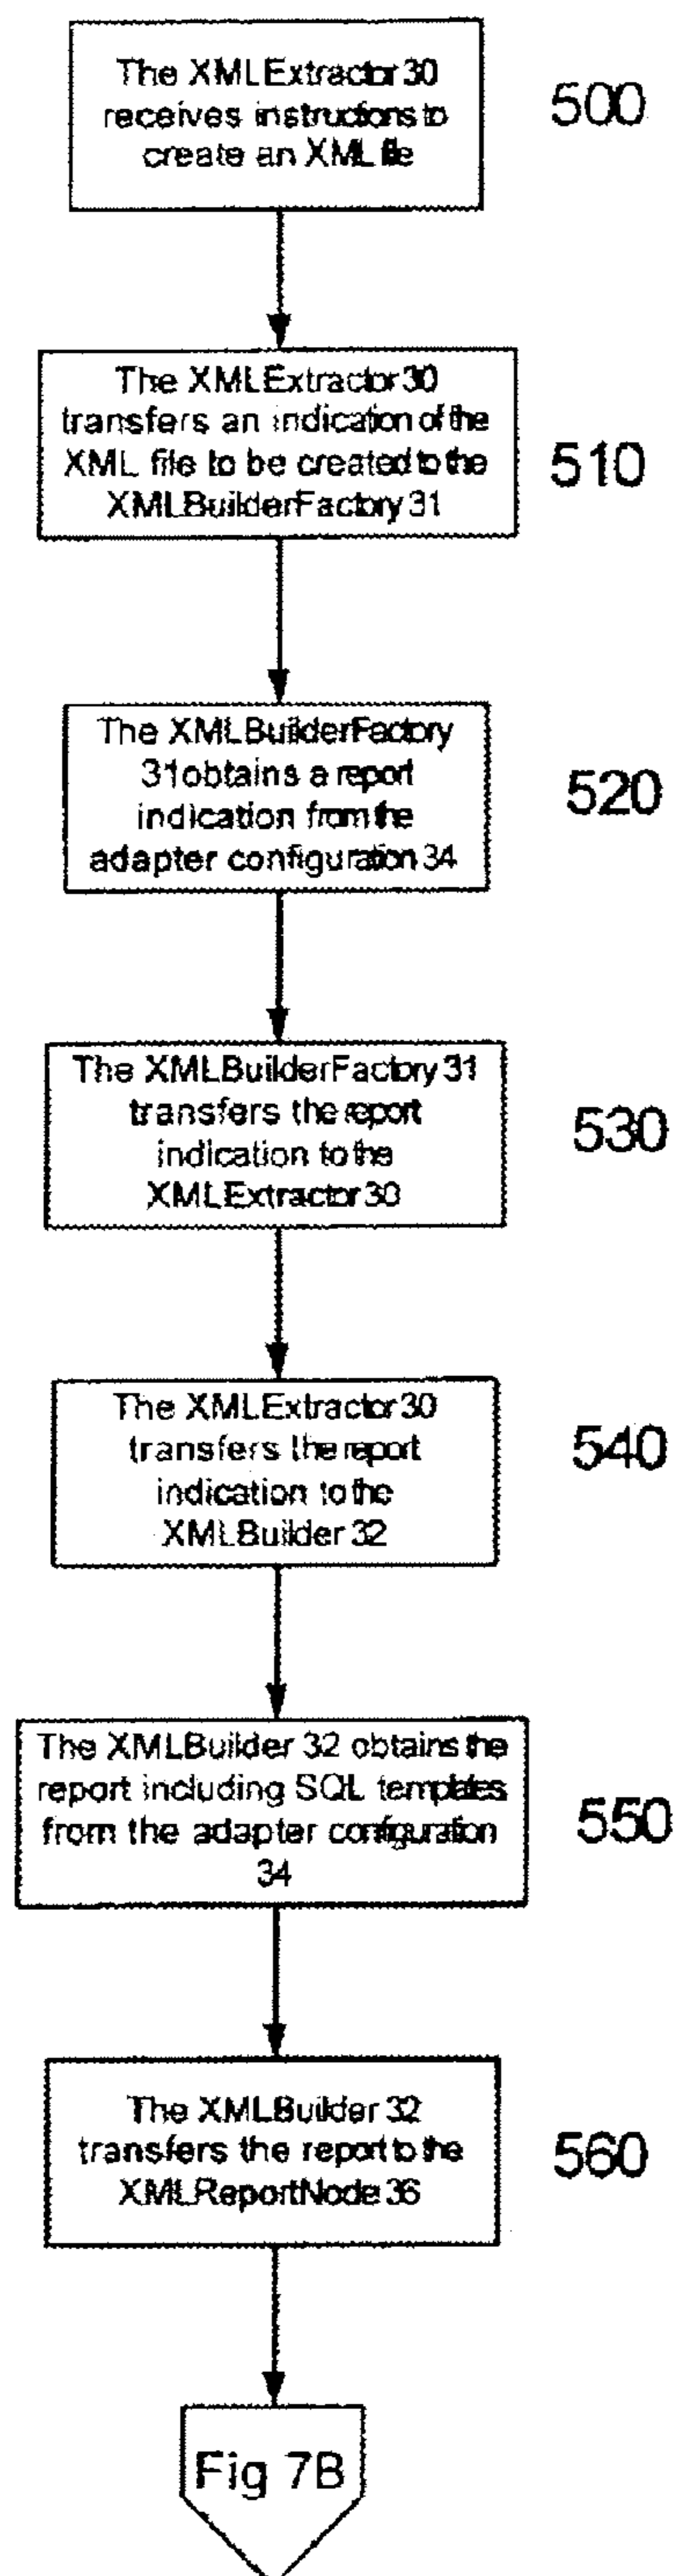 The XMLExtractor 30
receives instructions to
create an XML file
500
The XMLExtractor 30
transfers an indication of the
XML file to be created to the
XMLBuilderFactory 31
510
The XMLBuilderFactory
31 obtains a report
indication from the
adapter configuration 34
520
The XMLBuilderFactory 31
transfers the report
indication to the
XMLExtractor 30
530
The XMLExtractor 30
transfers the report
indication to the
XMLBuilder 32
540
The XMLBuilder 32 obtains the
report including SQL templates
from the adapter configuration
34
550
The XMLBuilder 32
transfers the report to the
XMLReportNode 36
560
Fig 7B